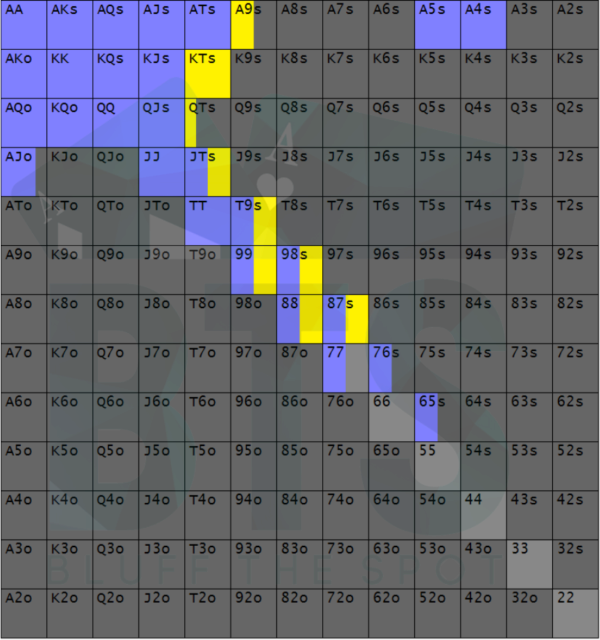 AA AKs AQs AJs ATs A9s A8s A7s A6s A5s A4s A3s A2s
AKo KK KQs KJs KTs K9s K8s K7s K6s K5s K4s K3s K2s
AQo KQo QQ QJs QTs Q9s Q8s Q7s Q6s Q5s Q4s Q3s Q2s
AJo KJo QJo JJ JTs J9s J8s J7s J6s J5s J4s J3s J2s
ATo KTo QTo JTo TT T9s T8s T7s T6s T5s T4s T3s T2s
A9o K9o Q9o J9o T9o 99 98s 97s 96s 95s 94s 93s 92s
A8o K8o Q8o J8o T8o 98o 88 87s 86s 85s 84s 83s 82s
A7o K7o Q7o J7o T7o 97o 87o 77 76s 75s 74s 73s 72s
A6o K6o Q6o J6o T6o 96o 86o 76o 66 65s 64s 63s 62s
A5o K5o Q5o J5o T5o 95o 85o 75o 65o 55 54s 53s 52s
A4o K4o Q4o J4o T4o 94o 84o 74o 64o 54o 44 43s 42s
A3o K3o Q3o J3o T3o 93o 83o 73o 63o 53o 43o 33 32s
A2o K2o Q2o J2o T2o 92o 82o 72o 62o 52o 42o 32o 22
A
BTS
BLUFF THE SPOT